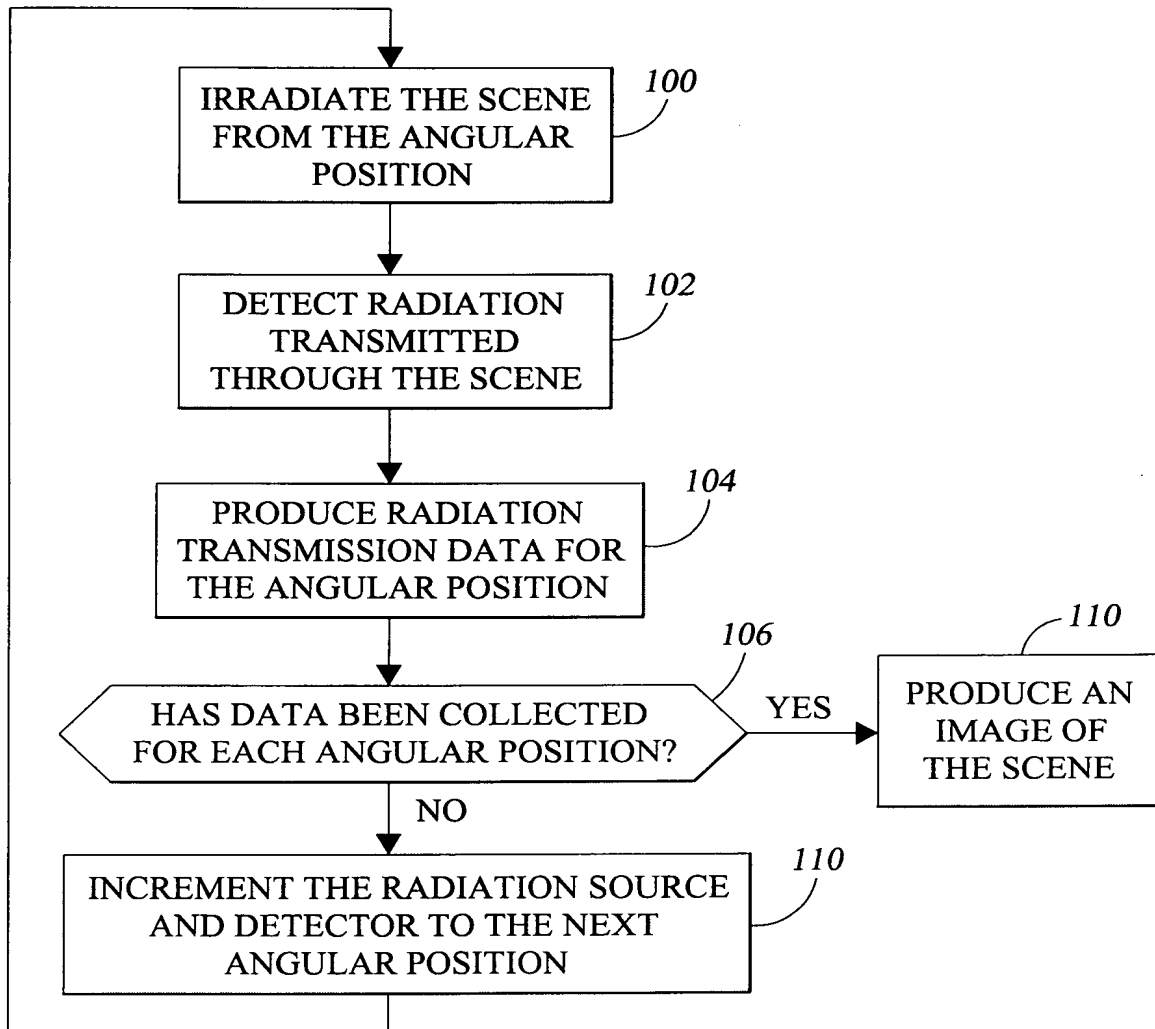 100
IRRADIATE THE SCENE
FROM THE ANGULAR
POSITION
102
DETECT RADIATION
TRANSMITTED
THROUGH THE SCENE
104
PRODUCE RADIATION
TRANSMISSION DATA FOR
THE ANGULAR POSITION
106
HAS DATA BEEN COLLECTED
FOR EACH ANGULAR POSITION?
YES
110
PRODUCE AN
IMAGE OF
THE SCENE
NO
110
INCREMENT THE RADIATION SOURCE
AND DETECTOR TO THE NEXT
ANGULAR POSITION